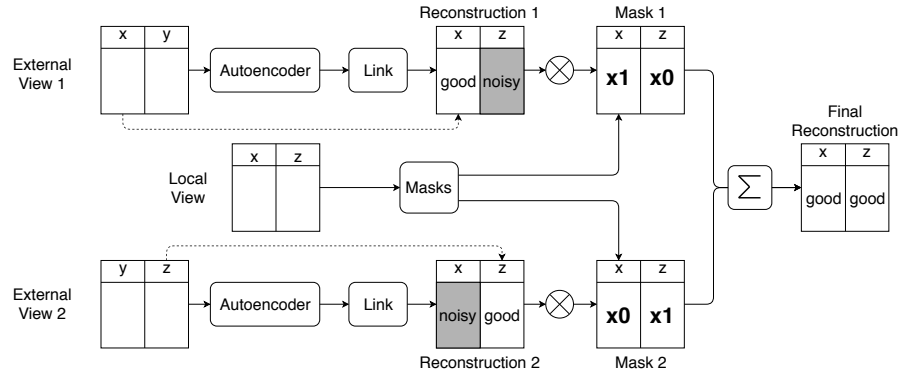 Reconstruction 1
Mask 1
x y
x z
x z
External
View 1
Autoencoder
Link
good noisy
x1 x0
Final
Reconstruction
x z
x z
Local
View
Masks
Σ
good good
y z
x z
x z
External
View 2
Autoencoder
Link
noisy good
x0 x1
Reconstruction 2
Mask 2